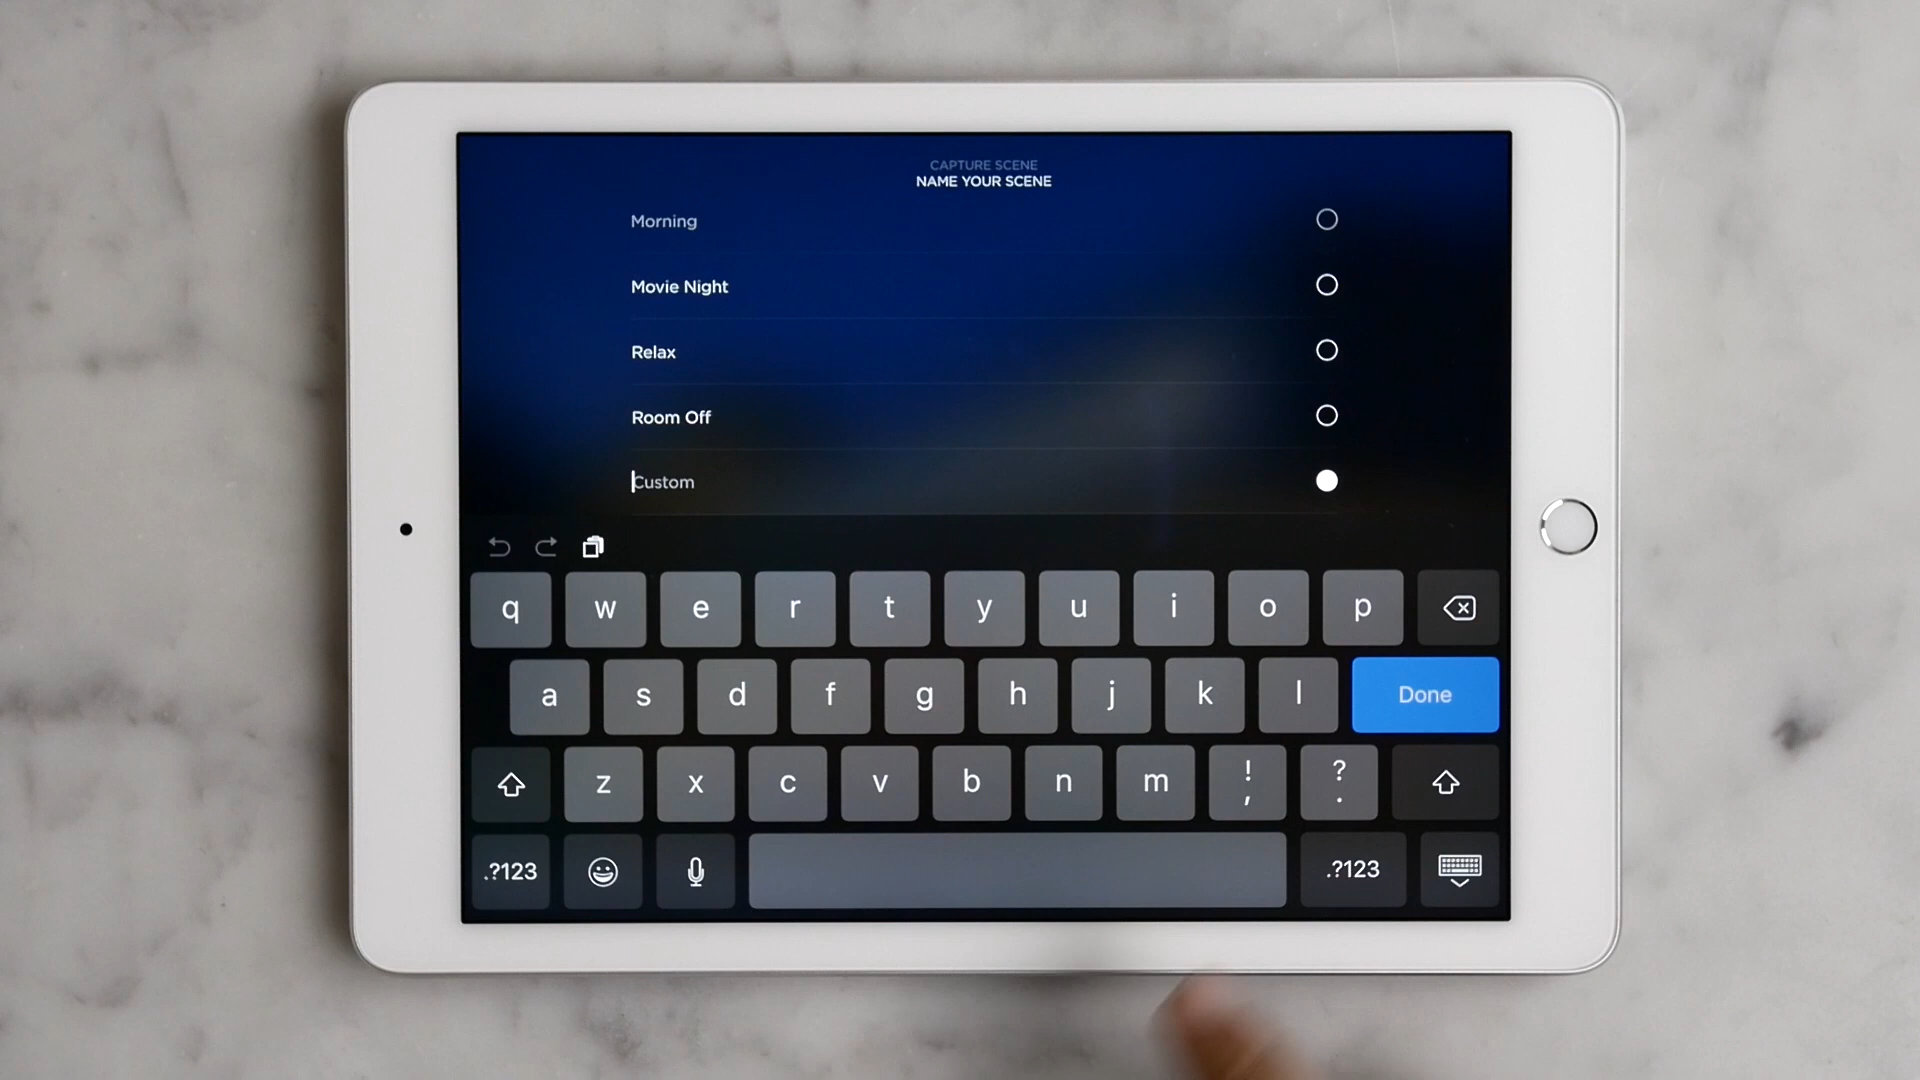 CAPTURE SCENE
NAME YOUR SCENE
Morning
Movie Night
Relax
Room Off
Custom
q w e r t y u i o p
a s d f g h j k l Done
z x c v b n m ! , ? .
.?123 .?123